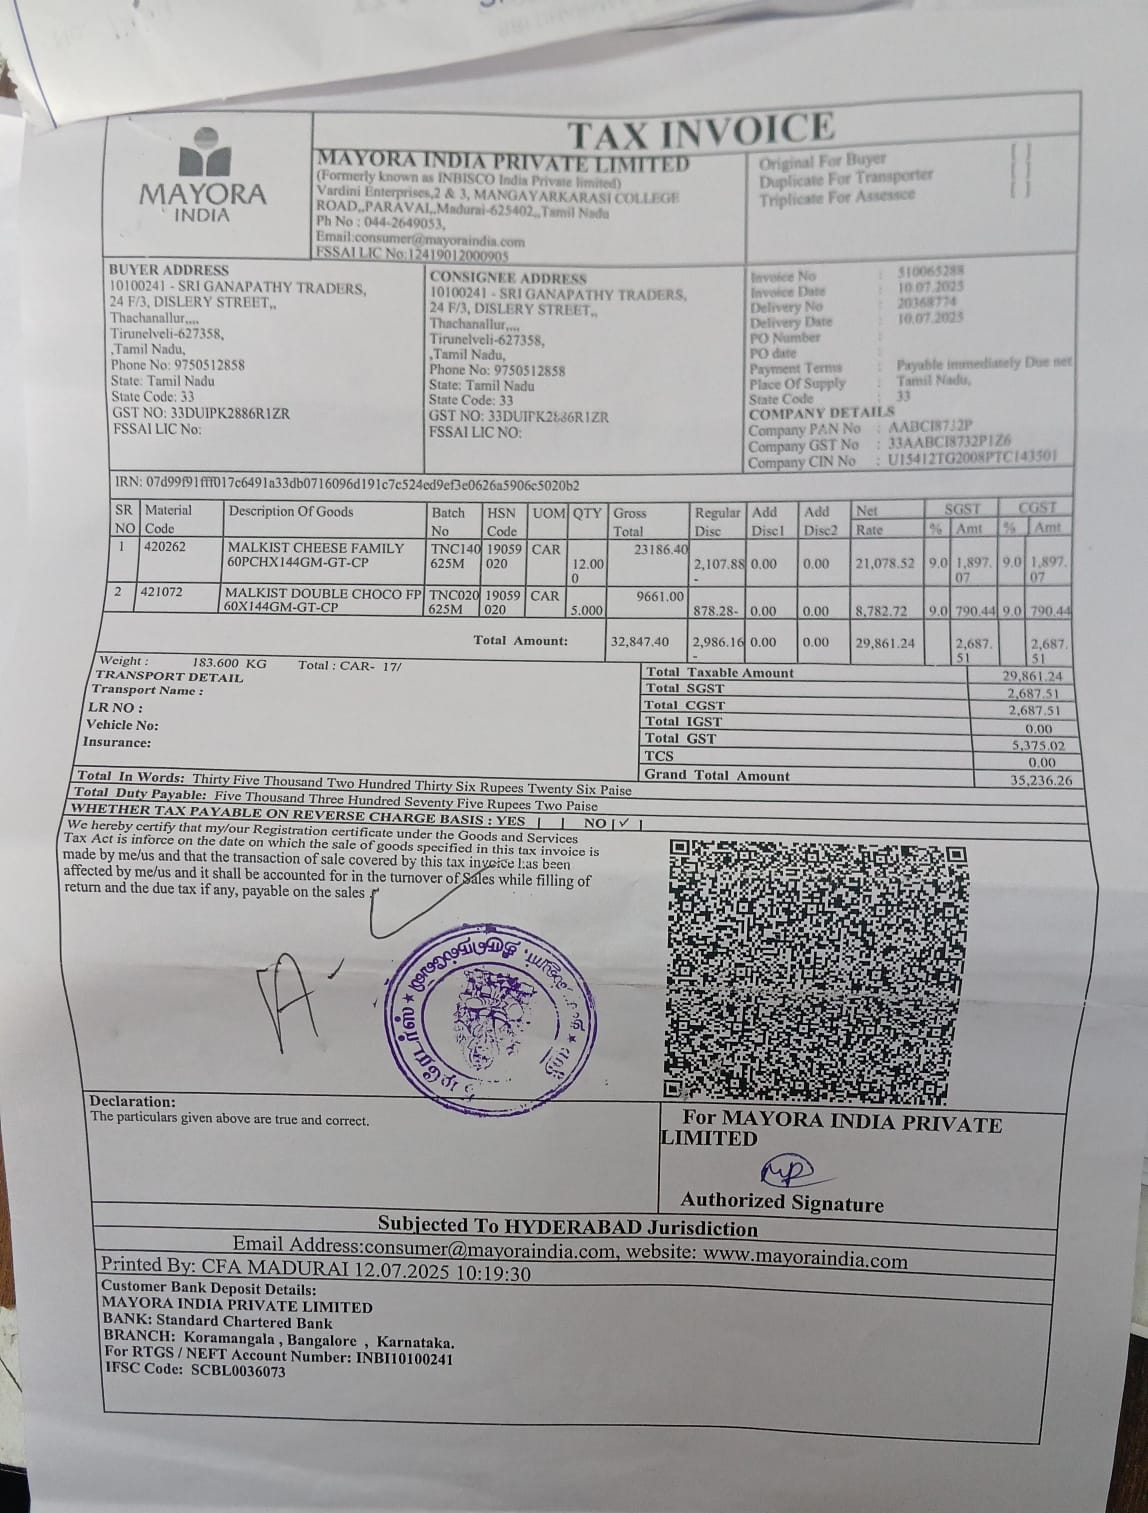 TAX INVOICE
MAYORA
INDIA
MAYORA INDIA PRIVATE LIMITED
(Formerly known as INBISCO India Private limited)
Vardini Enterprises,2 & 3, MANGAYARKARASI COLLEGE
ROAD,,PARAVAI,,Madurai-625402,,Tamil Nadu
Ph No : 044-2649053,
Email:consumer@mayoraindia.com
FSSAI LIC No:12419012000905
Original For Buyer [ ]
Duplicate For Transporter [ ]
Triplicate For Assessee [ ]
BUYER ADDRESS
10100241 - SRI GANAPATHY TRADERS,
24 F/3, DISLERY STREET,,
Thachanallur,,,,
Tirunelveli-627358,
,Tamil Nadu,
Phone No: 9750512858
State: Tamil Nadu
State Code: 33
GST NO: 33DUIPK2886R1ZR
FSSAI LIC No:
CONSIGNEE ADDRESS
10100241 - SRI GANAPATHY TRADERS,
24 F/3, DISLERY STREET,,
Thachanallur,,,,
Tirunelveli-627358,
,Tamil Nadu,
Phone No: 9750512858
State: Tamil Nadu
State Code: 33
GST NO: 33DUIPK2886R1ZR
FSSAI LIC NO:
Invoice No : 510065288
Invoice Date : 10.07.2025
Delivery No : 20368774
Delivery Date : 10.07.2025
PO Number :
PO date
Payment Terms : Payable immediately Due net
Place Of Supply : Tamil Nadu,
State Code : 33
COMPANY DETAILS
Company PAN No : AABCI8732P
Company GST No : 33AABCI8732P1Z6
Company CIN No : U15412TG2008PTC143501
IRN: 07d99f91ffff017c6491a33db0716096d191c7c524ed9ef3e0626a5906c5020b2
SR NO Material Code Description Of Goods Batch No HSN Code UOM QTY Gross Total Regular Disc Add Disc1 Add Disc2 Net Rate SGST % Amt CGST % Amt
1 420262 MALKIST CHEESE FAMILY 60PCHX144GM-GT-CP TNC140625M 19059020 CAR 12.000 23186.40 2,107.88- 0.00 0.00 21,078.52 9.0 1,897.07 9.0 1,897.07
2 421072 MALKIST DOUBLE CHOCO FP 60X144GM-GT-CP TNC020625M 19059020 CAR 5.000 9661.00 878.28- 0.00 0.00 8,782.72 9.0 790.44 9.0 790.44
Total Amount: 32,847.40 2,986.16- 0.00 0.00 29,861.24 2,687.51 2,687.51
Weight : 183.600 KG Total : CAR- 17/
TRANSPORT DETAIL
Transport Name :
LR NO :
Vehicle No:
Insurance:
Total Taxable Amount 29,861.24
Total SGST 2,687.51
Total CGST 2,687.51
Total IGST 0.00
Total GST 5,375.02
TCS 0.00
Grand Total Amount 35,236.26
Total In Words: Thirty Five Thousand Two Hundred Thirty Six Rupees Twenty Six Paise
Total Duty Payable: Five Thousand Three Hundred Seventy Five Rupees Two Paise
WHETHER TAX PAYABLE ON REVERSE CHARGE BASIS : YES [ ] NO [✓ ]
We hereby certify that my/our Registration certificate under the Goods and Services
Tax Act is inforce on the date on which the sale of goods specified in this tax invoice is
made by me/us and that the transaction of sale covered by this tax invoice has been
affected by me/us and it shall be accounted for in the turnover of Sales while filling of
return and the due tax if any, payable on the sales :
Declaration:
The particulars given above are true and correct.
For MAYORA INDIA PRIVATE
LIMITED
Authorized Signature
Subjected To HYDERABAD Jurisdiction
Email Address:consumer@mayoraindia.com, website: www.mayoraindia.com
Printed By: CFA MADURAI 12.07.2025 10:19:30
Customer Bank Deposit Details:
MAYORA INDIA PRIVATE LIMITED
BANK: Standard Chartered Bank
BRANCH: Koramangala , Bangalore , Karnataka.
For RTGS / NEFT Account Number: INBI10100241
IFSC Code: SCBL0036073